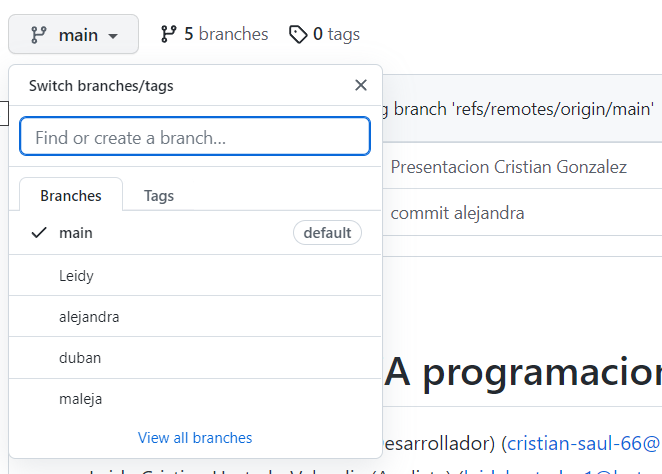 main 5 branches 0 tags
Switch branches/tags
branch 'refs/remotes/origin/main'
Find or create a branch...
Presentacion Cristian Gonzalez
Branches Tags
commit alejandra
main default
Leidy
alejandra
duban
A programacion
maleja
View all branches
esarrollador) (cristian-saul-66@